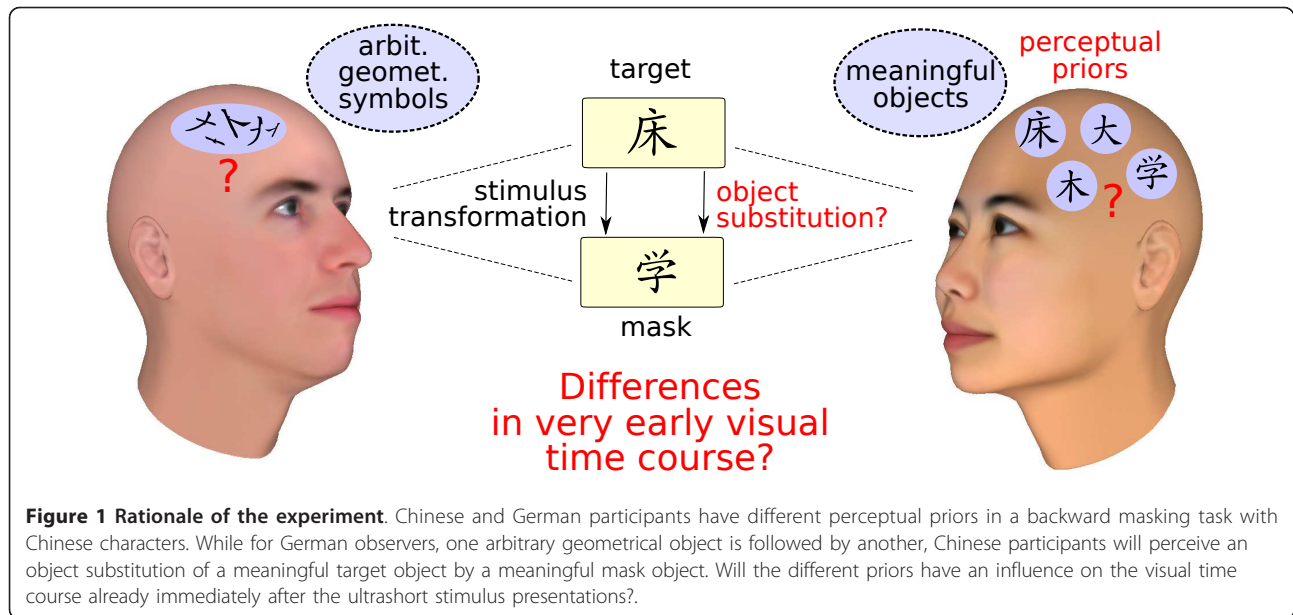 arbit.
geomet.
symbols
?
target
床
stimulus
transformation
object
substitution?
学
mask
Differences
in very early visual
time course?
meaningful
objects
perceptual
priors
床 大
木 ? 学
Figure 1 Rationale of the experiment. Chinese and German participants have different perceptual priors in a backward masking task with
Chinese characters. While for German observers, one arbitrary geometrical object is followed by another, Chinese participants will perceive an
object substitution of a meaningful target object by a meaningful mask object. Will the different priors have an influence on the visual time
course already immediately after the ultrashort stimulus presentations?.